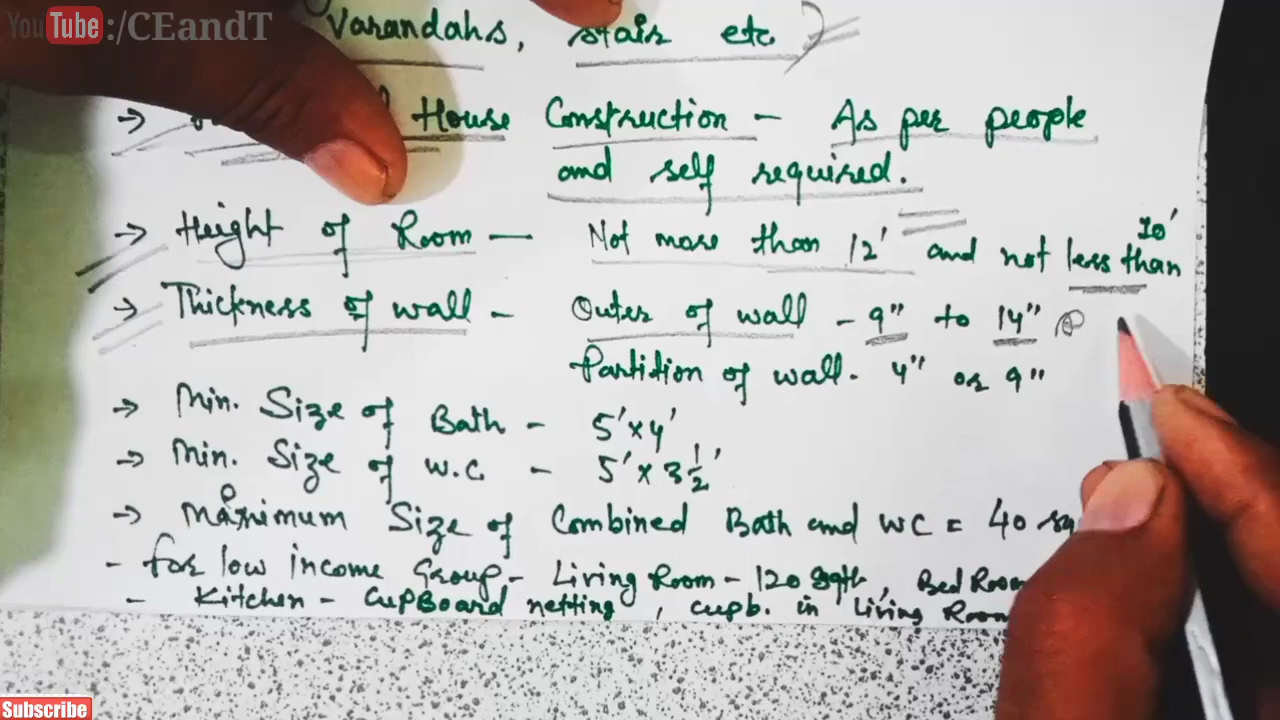 YouTube:/CEandT
Varandahs, stair etc)
→ House Construction - As per people
and self required.
→ Height of Room - Not more than 12' and not less than 10'
→ Thickness of wall - Outer of wall - 9" to 14"
Partition of wall. 4" or 9"
→ Min. Size of Bath - 5'x4'
→ Min. Size of W.C - 5'x3 1/2'
→ Size of Combined Bath and WC = 40
- for low income Group - Living Room - 120 sqft, Bed Room
- Kitchen - CupBoard netting, cupb. in Living Room
Subscribe